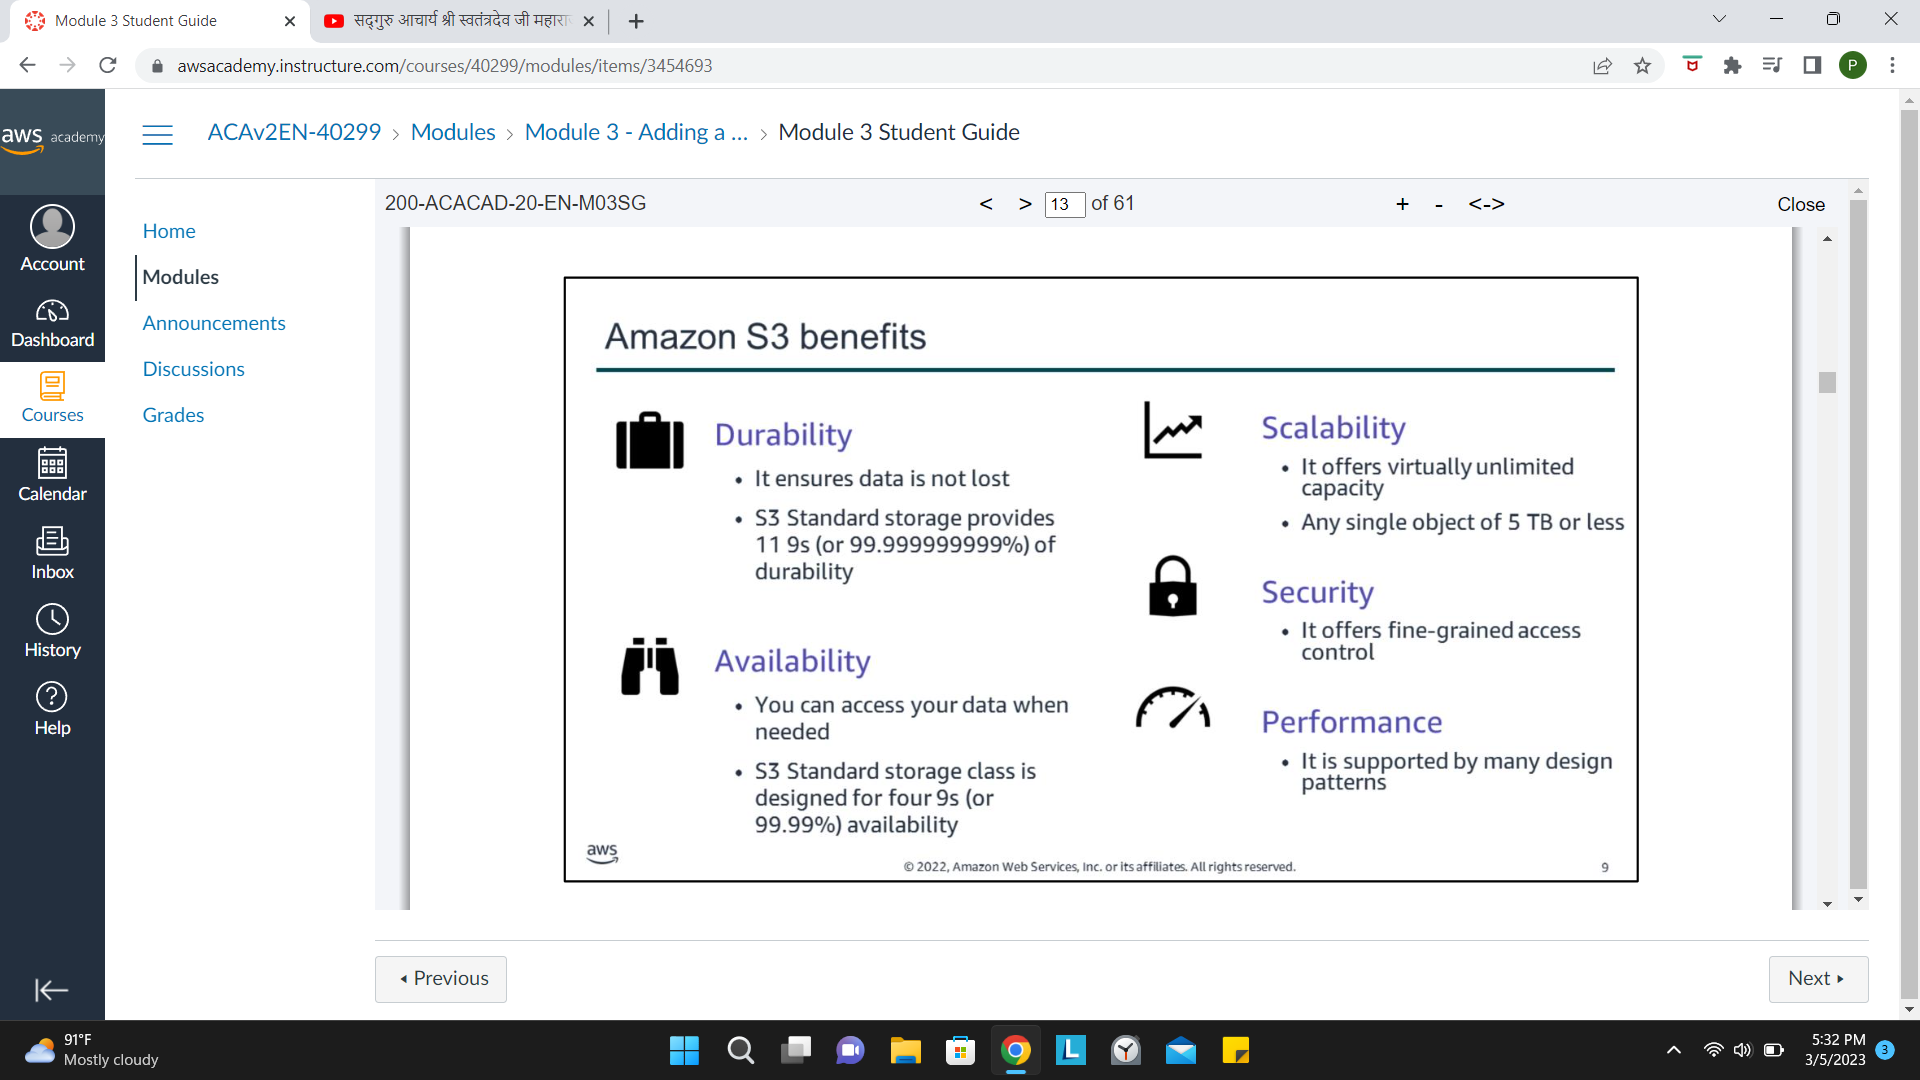 Module 3 Student Guide
सद्गुरु आचार्य श्री स्वतंत्रदेव जी
awsacademy.instructure.com/courses/40299/modules/items/3454693
P
aws academy
ACAv2EN-40299 > Modules > Module 3 - Adding a ... > Module 3 Student Guide
Account
Dashboard
Courses
Calendar
Inbox
History
Help
Home
Modules
Announcements
Discussions
Grades
200-ACACAD-20-EN-M03SG
< > 13 of 61
+ - <->
Close
Amazon S3 benefits
Durability
• It ensures data is not lost
• S3 Standard storage provides
11 9s (or 99.999999999%) of
durability
Availability
• You can access your data when
needed
• S3 Standard storage class is
designed for four 9s (or
99.99%) availability
Scalability
• It offers virtually unlimited
capacity
• Any single object of 5 TB or less
Security
• It offers fine-grained access
control
Performance
• It is supported by many design
patterns
aws
© 2022, Amazon Web Services, Inc. or its affiliates. All rights reserved.
9
Previous
Next
91°F
Mostly cloudy
L
5:32 PM
3/5/2023
3